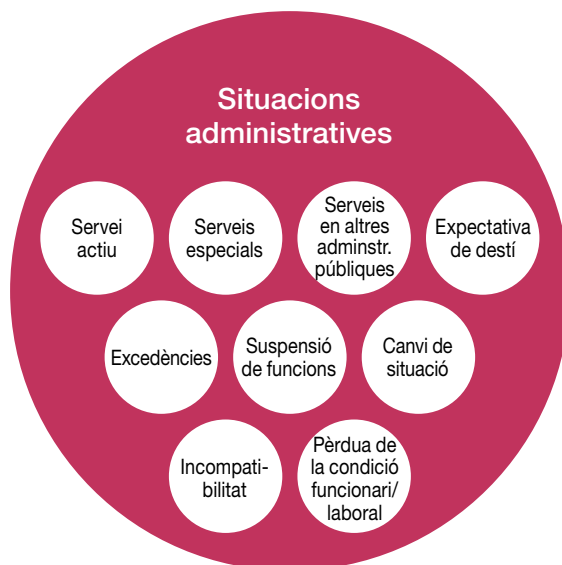 Situacions
administratives
Servei
actiu
Serveis
especials
Serveis
en altres
adminstr.
públiques
Expectativa
de destí
Excedències
Suspensió
de funcions
Canvi de
situació
Incompati-
bilitat
Pèrdua de
la condició
funcionari/
laboral